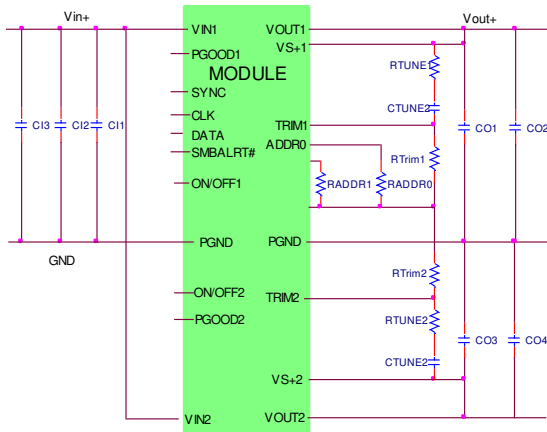 Vin+
Vout+
VIN1
VOUT1
VS+1
PGOOD1
RTUNE1
MODULE
SYNC
CTUNE2
CLK
TRIM1
CI3
CI2
CI1
DATA
CO1
CO2
ADDR0
SMBALRT#
RTrim1
ON/OFF1
RADDR1
RADDR0
PGND
PGND
GND
RTrim2
ON/OFF2
TRIM2
PGOOD2
RTUNE2
CO3
CO4
CTUNE2
VS+2
VIN2
VOUT2